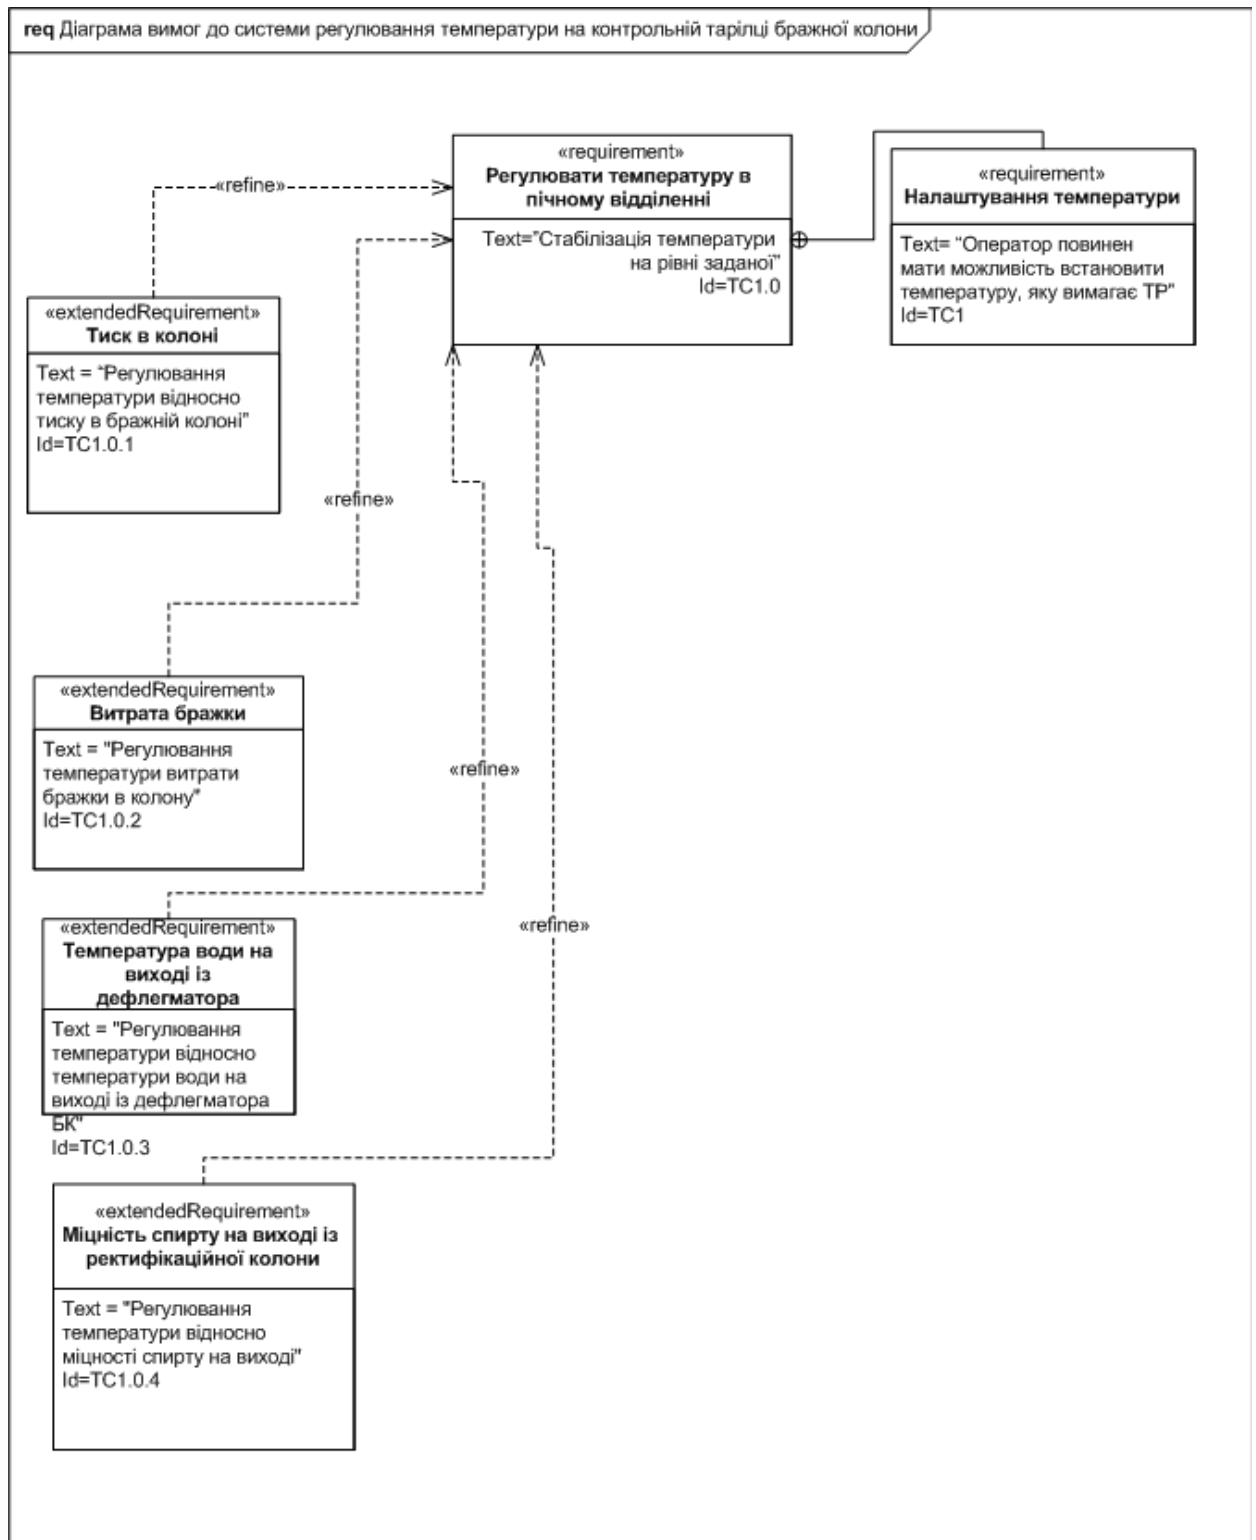 req Діаграма вимог до системи регулювання температури на контрольній тарілці бражної колони
«requirement»
Регулювати температуру в
пічному відділенні
Text="Стабілізація температури
на рівні заданої"
Id=TC1.0
«requirement»
Налаштування температури
Text= “Оператор повинен
мати можливість встановити
температуру, яку вимагає ТР”
Id=TC1
«refine»
«extendedRequirement»
Тиск в колоні
Text = “Регулювання
температури відносно
тиску в бражній колоні”
Id=TC1.0.1
«refine»
«extendedRequirement»
Витрата бражки
Text = "Регулювання
температури витрати
бражки в колону"
Id=TC1.0.2
«refine»
«extendedRequirement»
Температура води на
виході із
дефлегматора
Text = "Регулювання
температури відносно
температури води на
виході із дефлегматора
БК"
Id=TC1.0.3
«refine»
«extendedRequirement»
Міцність спирту на виході із
ректифікаційної колони
Text = "Регулювання
температури відносно
міцності спирту на виході"
Id=TC1.0.4